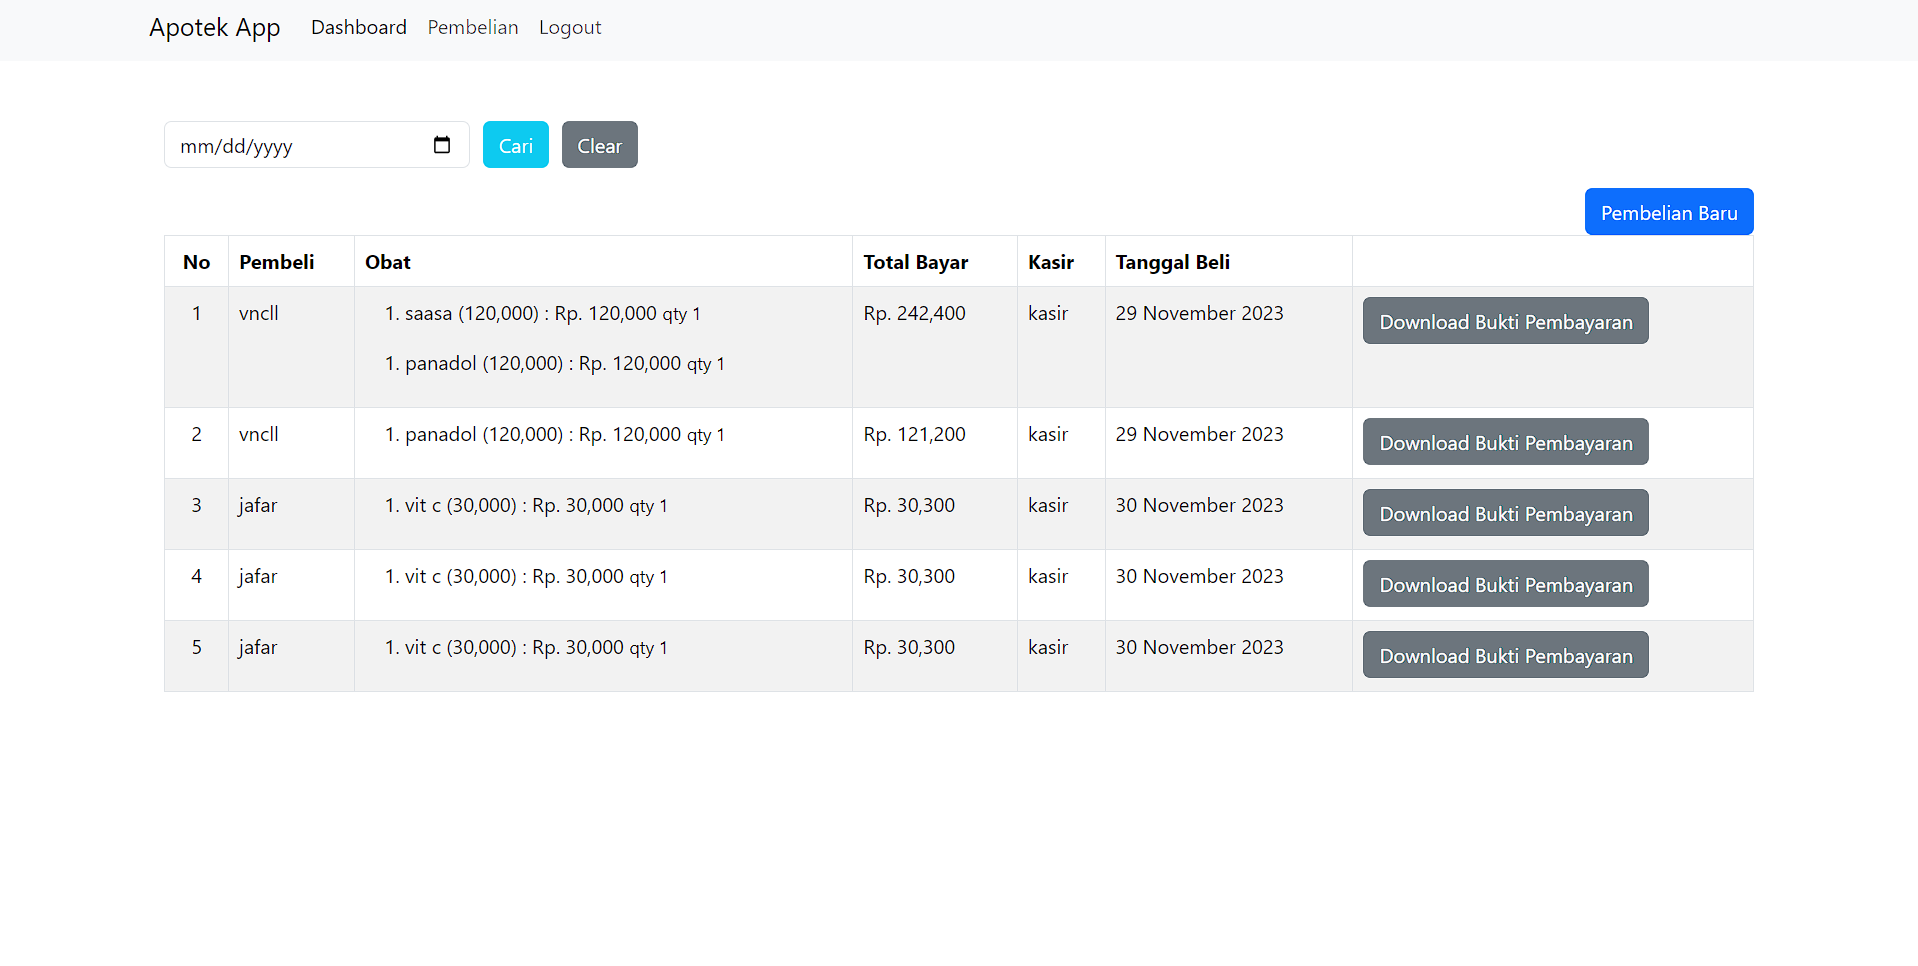 Apotek App Dashboard Pembelian Logout
mm/dd/yyyy Cari Clear
Pembelian Baru
No Pembeli Obat Total Bayar Kasir Tanggal Beli
1 vncll 1. saasa (120,000) : Rp. 120,000 qty 1 Rp. 242,400 kasir 29 November 2023 Download Bukti Pembayaran
1. panadol (120,000) : Rp. 120,000 qty 1
2 vncll 1. panadol (120,000) : Rp. 120,000 qty 1 Rp. 121,200 kasir 29 November 2023 Download Bukti Pembayaran
3 jafar 1. vit c (30,000) : Rp. 30,000 qty 1 Rp. 30,300 kasir 30 November 2023 Download Bukti Pembayaran
4 jafar 1. vit c (30,000) : Rp. 30,000 qty 1 Rp. 30,300 kasir 30 November 2023 Download Bukti Pembayaran
5 jafar 1. vit c (30,000) : Rp. 30,000 qty 1 Rp. 30,300 kasir 30 November 2023 Download Bukti Pembayaran